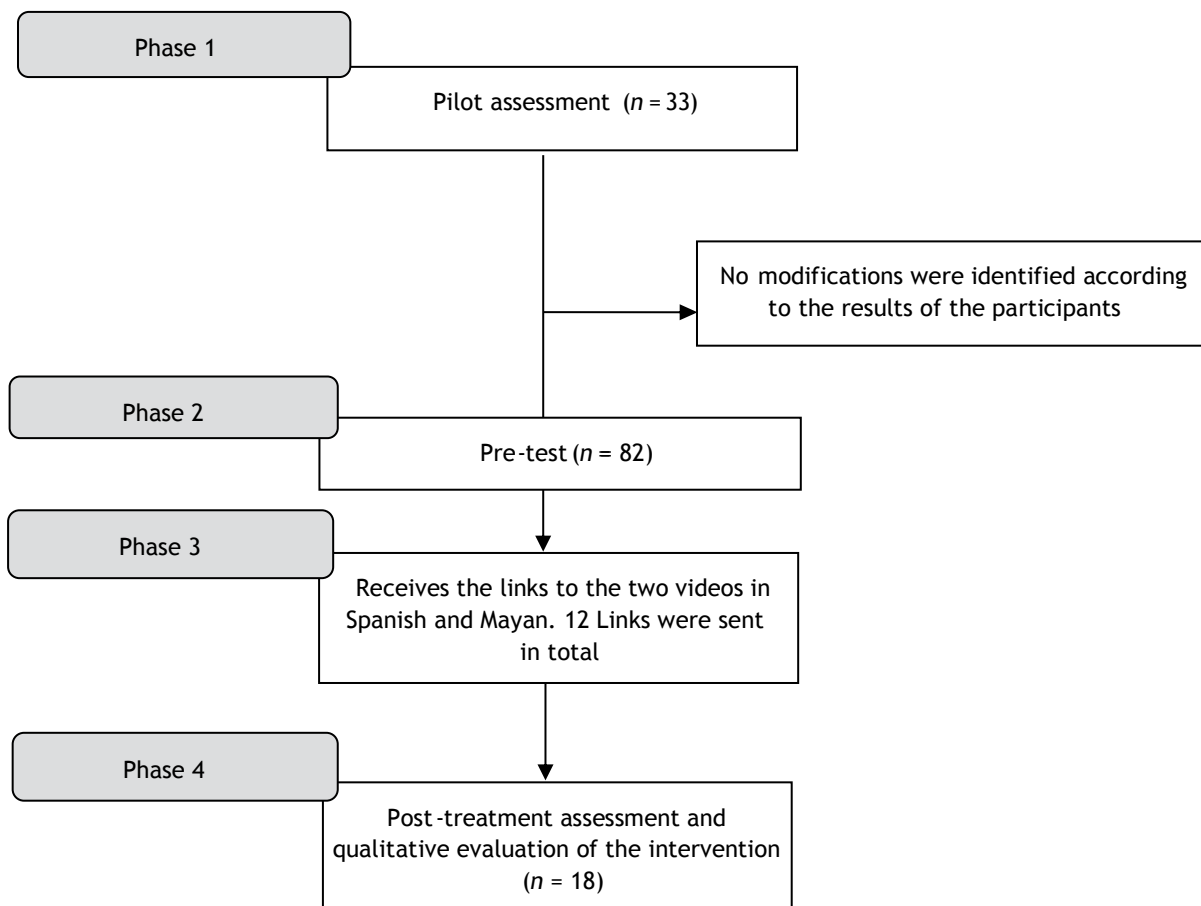 Phase 1
Pilot assessment (n = 33)
No modifications were identified according
to the results of the participants
Phase 2
Pre-test (n = 82)
Phase 3
Receives the links to the two videos in
Spanish and Mayan. 12 Links were sent
in total
Phase 4
Post-treatment assessment and
qualitative evaluation of the intervention
(n = 18)